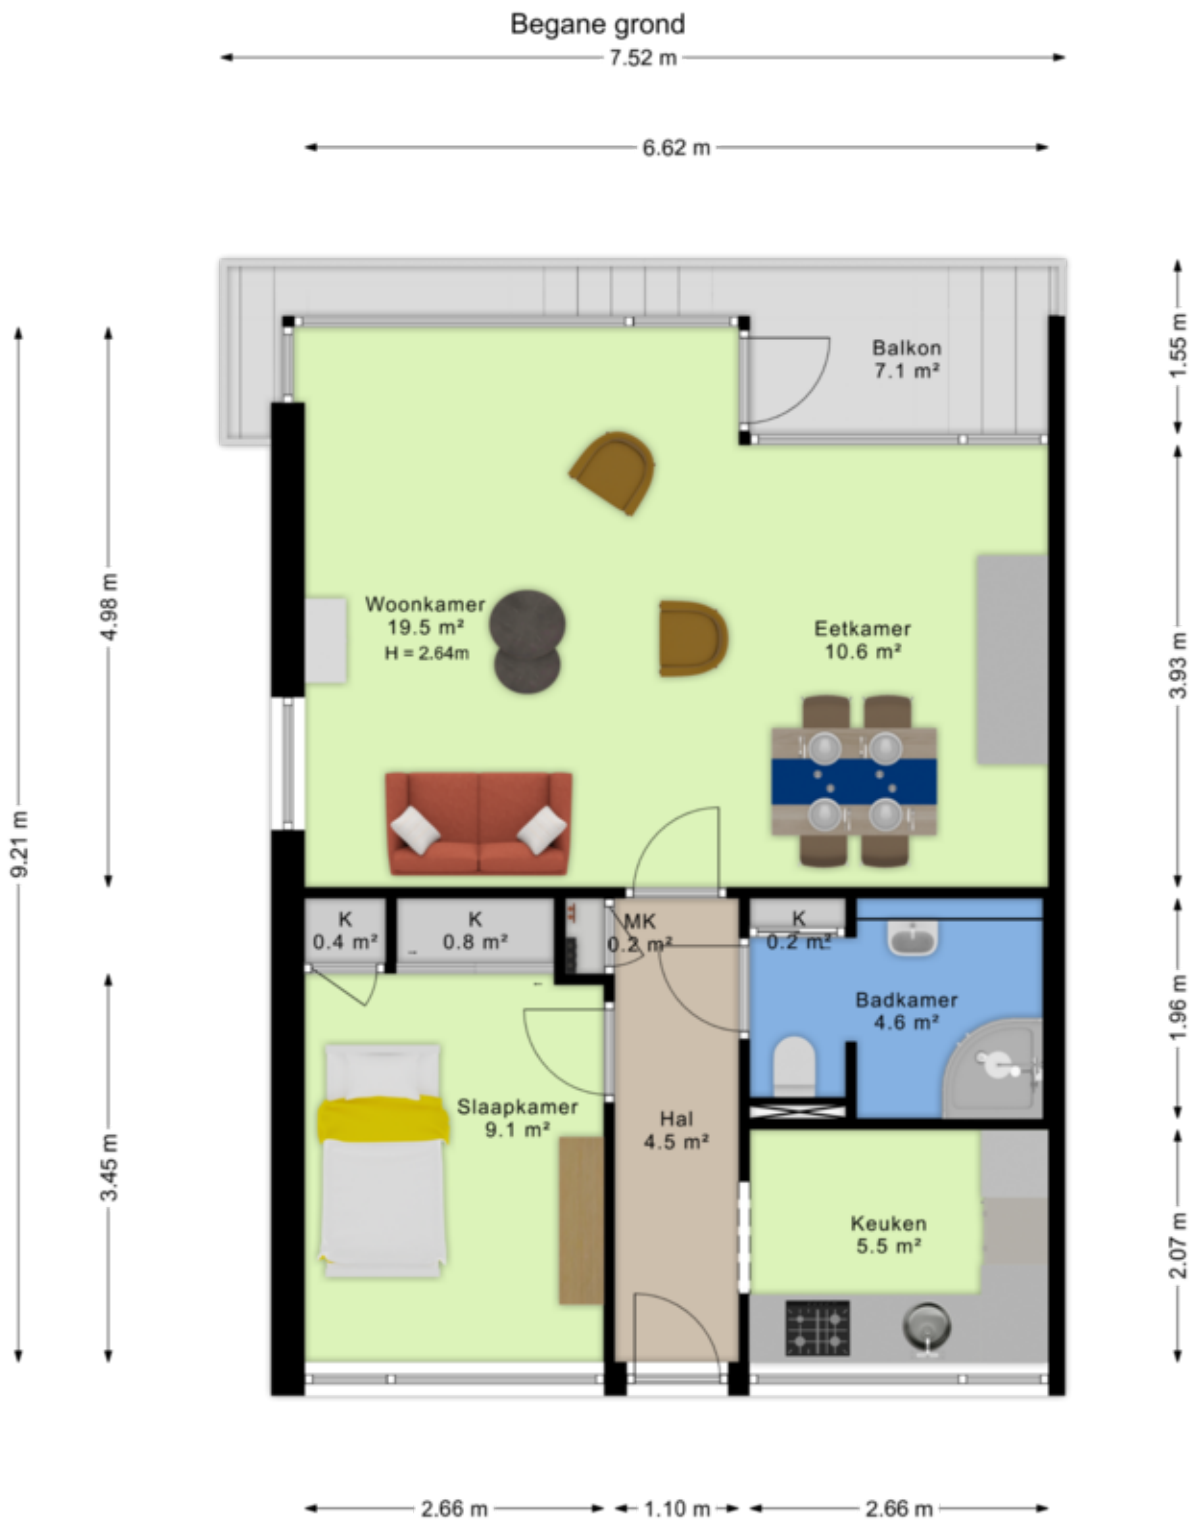 Begane grond
7.52 m
6.62 m
Balkon
7.1 m²
1.55 m
4.98 m
Woonkamer
19.5 m²
H = 2.64m
Eetkamer
10.6 m²
3.93 m
9.21 m
K
0.4 m²
K
0.8 m²
MK
0.2 m²
K
0.2 m²
Badkamer
4.6 m²
1.96 m
Slaapkamer
9.1 m²
Hal
4.5 m²
3.45 m
Keuken
5.5 m²
2.07 m
2.66 m
1.10 m
2.66 m